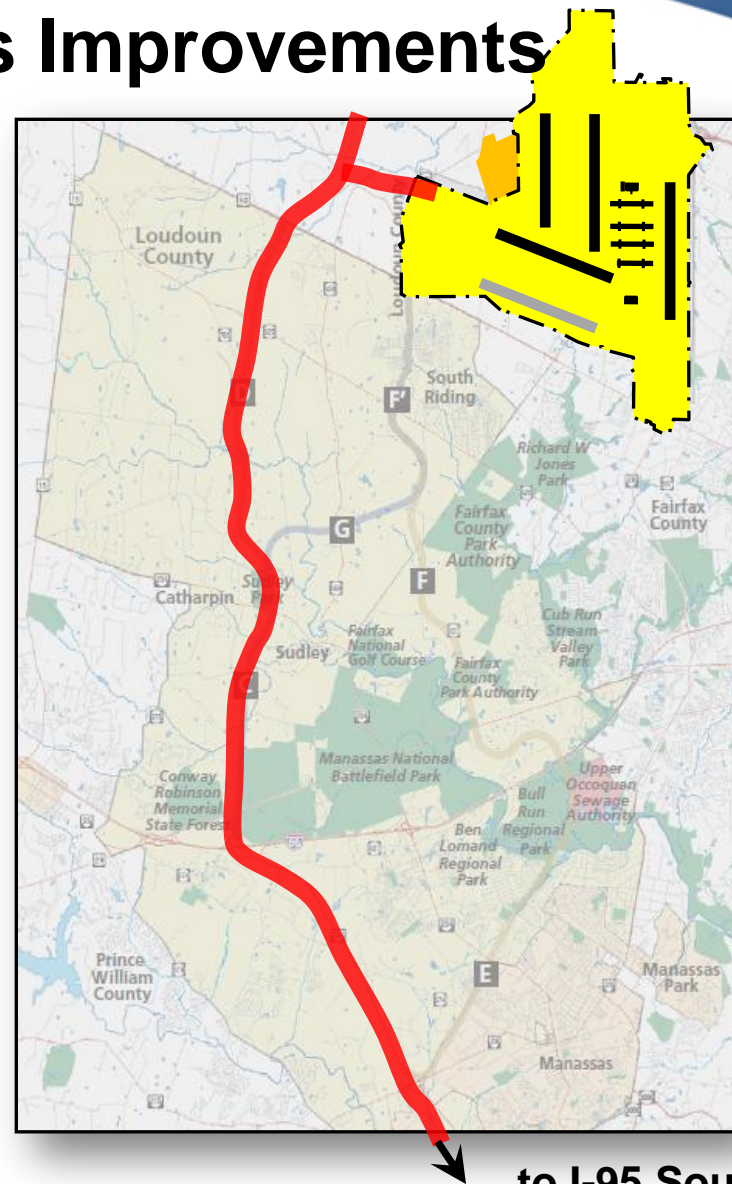 s Improvements
Loudoun
County
Loudoun County
D
F'
South
Riding
Richard W
Jones
Park
Fairfax
County
Fairfax
County
Park
Authority
G
F
Sudley
Park
Catharpin
Cub Run
Stream
Valley
Park
Fairfax
National
Golf Course
Sudley
Fairfax
County
Park Authority
C
Manassas National
Battlefield Park
Conway
Robinson
Memorial
State Forest
Upper
Occoquan
Sewage
Authority
Bull
Run
Regional
Park
Ben
Lomand
Regional
Park
Prince
William
County
E
Manassas
Park
Manassas
to I-95 Sou